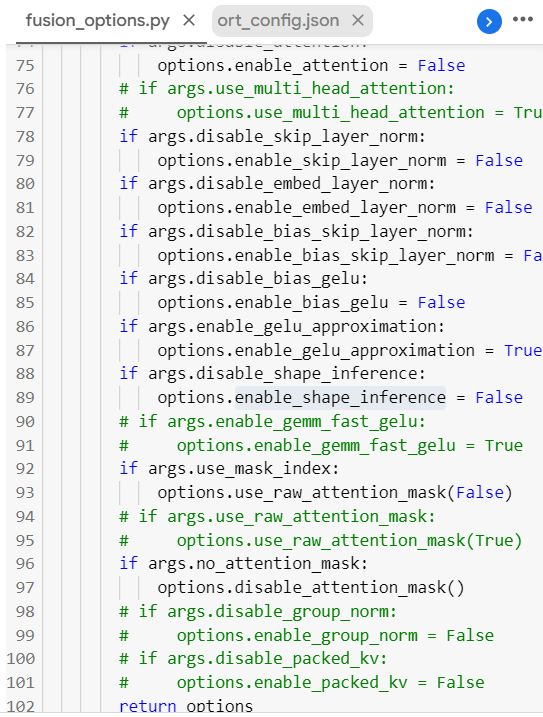 fusion_options.py × ort_config.json ×
if args.disable_attention:
75 options.enable_attention = False
76 # if args.use_multi_head_attention:
77 # options.use_multi_head_attention = Tru
78 if args.disable_skip_layer_norm:
79 options.enable_skip_layer_norm = False
80 if args.disable_embed_layer_norm:
81 options.enable_embed_layer_norm = False
82 if args.disable_bias_skip_layer_norm:
83 options.enable_bias_skip_layer_norm = Fa
84 if args.disable_bias_gelu:
85 options.enable_bias_gelu = False
86 if args.enable_gelu_approximation:
87 options.enable_gelu_approximation = True
88 if args.disable_shape_inference:
89 options.enable_shape_inference = False
90 # if args.enable_gemm_fast_gelu:
91 # options.enable_gemm_fast_gelu = True
92 if args.use_mask_index:
93 options.use_raw_attention_mask(False)
94 # if args.use_raw_attention_mask:
95 # options.use_raw_attention_mask(True)
96 if args.no_attention_mask:
97 options.disable_attention_mask()
98 # if args.disable_group_norm:
99 # options.enable_group_norm = False
100 # if args.disable_packed_kv:
101 # options.enable_packed_kv = False
102 return options